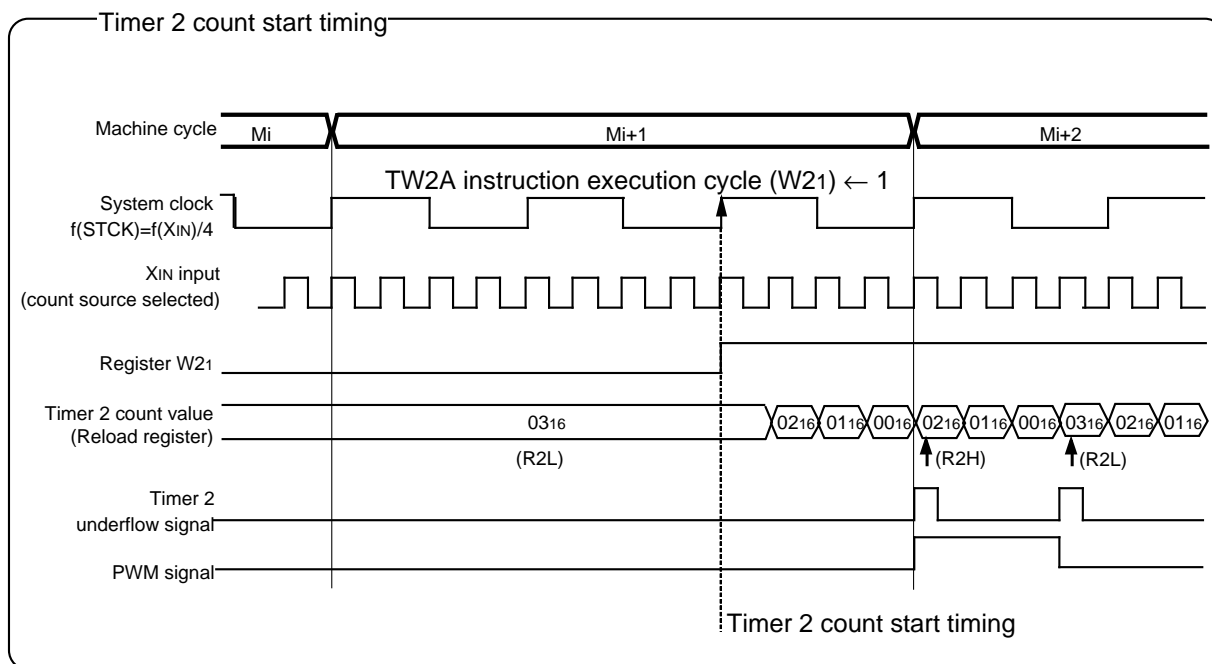 Timer 2 count start timing
Machine cycle
Mi
Mi+1
Mi+2
TW2A instruction execution cycle (W21) ← 1
System clock
f(STCK)=f(XIN)/4
XIN input
(count source selected)
Register W21
Timer 2 count value
(Reload register)
0316
0216 0116 0016 0216 0116 0016 0316 0216 0116
(R2L)
(R2H)
(R2L)
Timer 2
underflow signal
PWM signal
Timer 2 count start timing